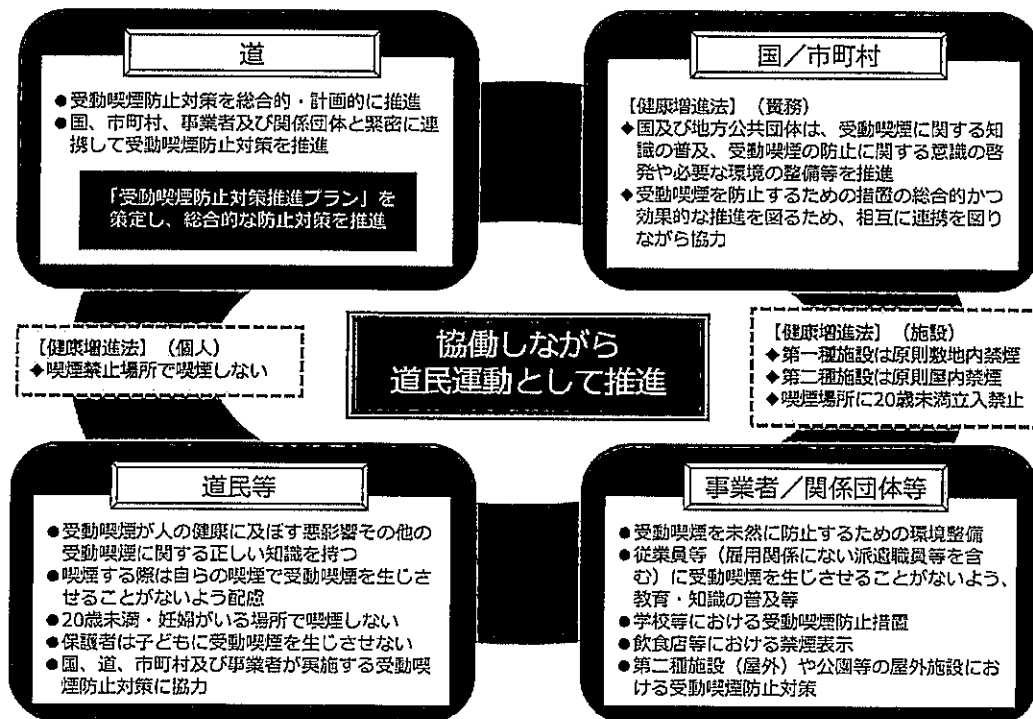 道
●受動喫煙防止対策を総合的・計画的に推進
●国、市町村、事業者及び関係団体と緊密に連
携して受動喫煙防止対策を推進
「受動喫煙防止対策推進プラン」を
策定し、総合的な防止対策を推進
国／市町村
【健康増進法】（責務）
◆国及び地方公共団体は、受動喫煙に関する知
識の普及、受動喫煙の防止に関する意識の啓
発や必要な環境の整備等を推進
◆受動喫煙を防止するための措置の総合的かつ
効果的な推進を図るため、相互に連携を図り
ながら協力
【健康増進法】（個人）
◆喫煙禁止場所で喫煙しない
協働しながら
道民運動として推進
【健康増進法】（施設）
◆第一種施設は原則敷地内禁煙
◆第二種施設は原則屋内禁煙
◆喫煙場所に20歳未満立入禁止
道民等
●受動喫煙が人の健康に及ぼす悪影響その他の
受動喫煙に関する正しい知識を持つ
●喫煙する際は自らの喫煙で受動喫煙を生じさ
せることがないよう配慮
●20歳未満・妊婦がいる場所で喫煙しない
●保護者は子どもに受動喫煙を生じさせない
●国、道、市町村及び事業者が実施する受動喫
煙防止対策に協力
事業者／関係団体等
●受動喫煙を未然に防止するための環境整備
●従業員等（雇用関係にない派遣職員等を含
む）に受動喫煙を生じさせることがないよう、
教育・知識の普及等
●学校等における受動喫煙防止措置
●飲食店等における禁煙表示
●第二種施設（屋外）や公園等の屋外施設にお
ける受動喫煙防止対策